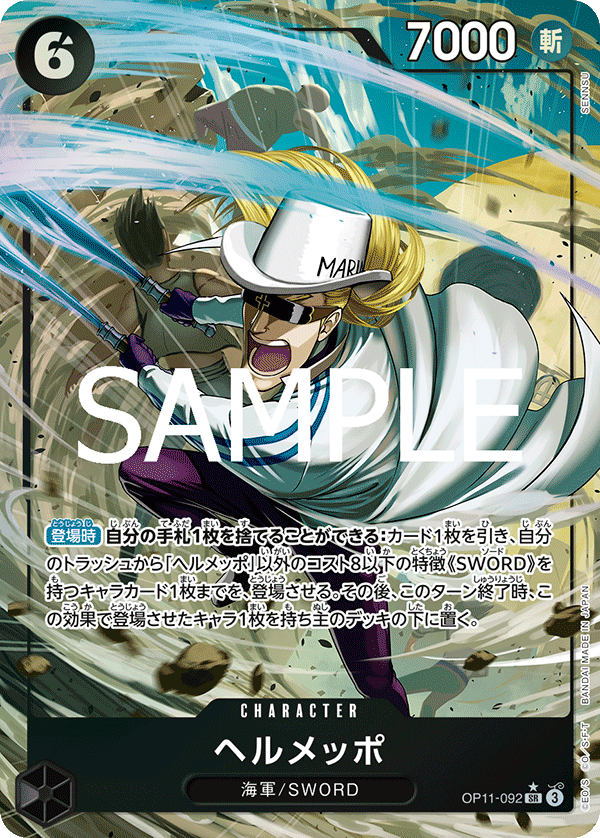 6
7000
斬
SENNSU
MARIN
SAMPLE
登場時 自分の手札1枚を捨てることができる:カード1枚を引き、自分
のトラッシュから「ヘルメッポ」以外のコスト8以下の特徴《SWORD》を
持つキャラカード1枚までを、登場させる。その後、このターン終了時、こ
の効果で登場させたキャラ1枚を持ち主のデッキの下に置く。
CHARACTER
ヘルメッポ
海軍/SWORD
OP11-092 SR 3
©EO/S ©O/S・F・T BANDAI MADE IN JAPAN